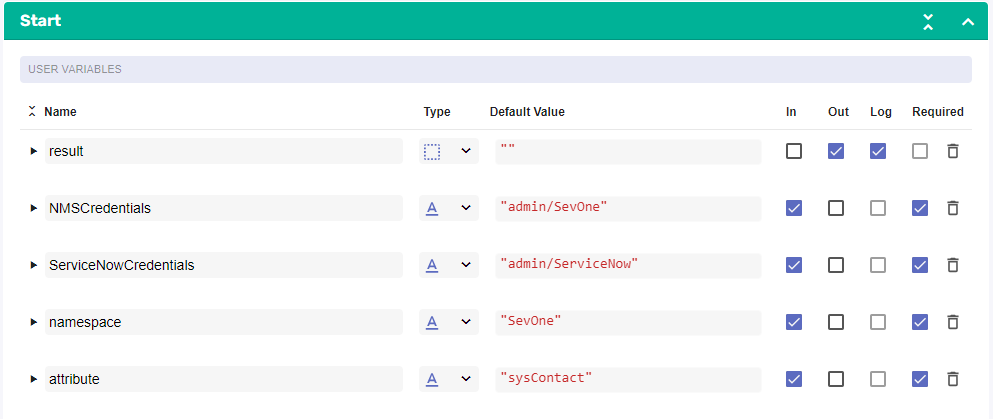 Start
USER VARIABLES
Name Type Default Value In Out Log Required
result ""
NMSCredentials A "admin/SevOne"
ServiceNowCredentials A "admin/ServiceNow"
namespace A "SevOne"
attribute A "sysContact"